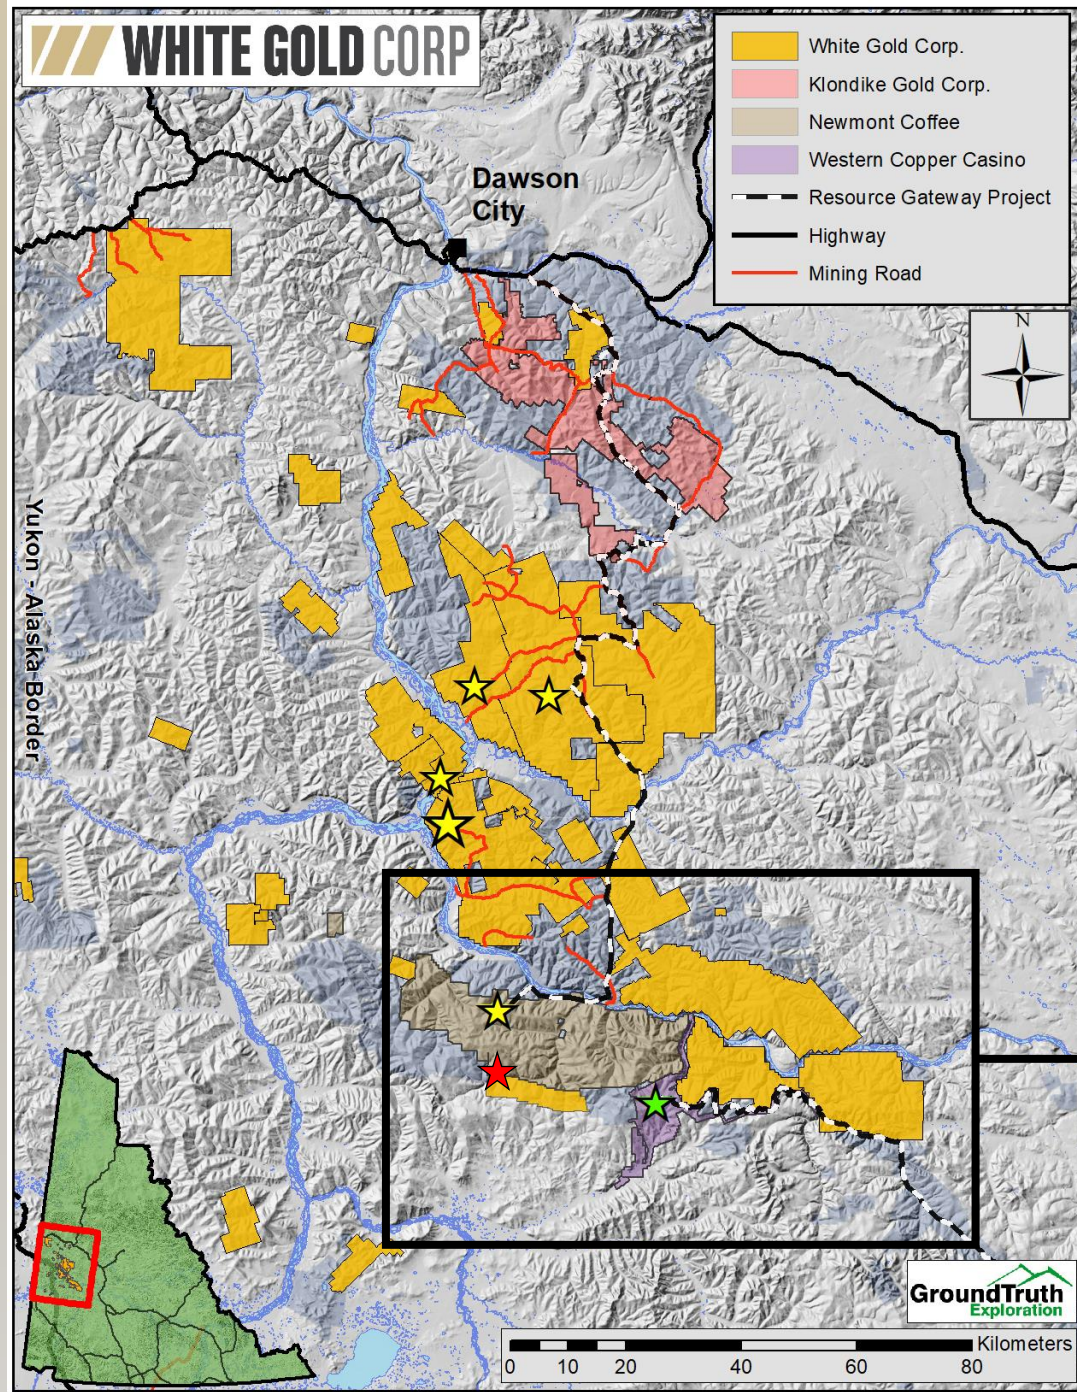 WHITE GOLD CORP
White Gold Corp.
Klondike Gold Corp.
Newmont Coffee
Western Copper Casino
Resource Gateway Project
Highway
Mining Road
Dawson
City
N
Yukon - Alaska Border
GroundTruth
Exploration
Kilometers
0 10 20 40 60 80